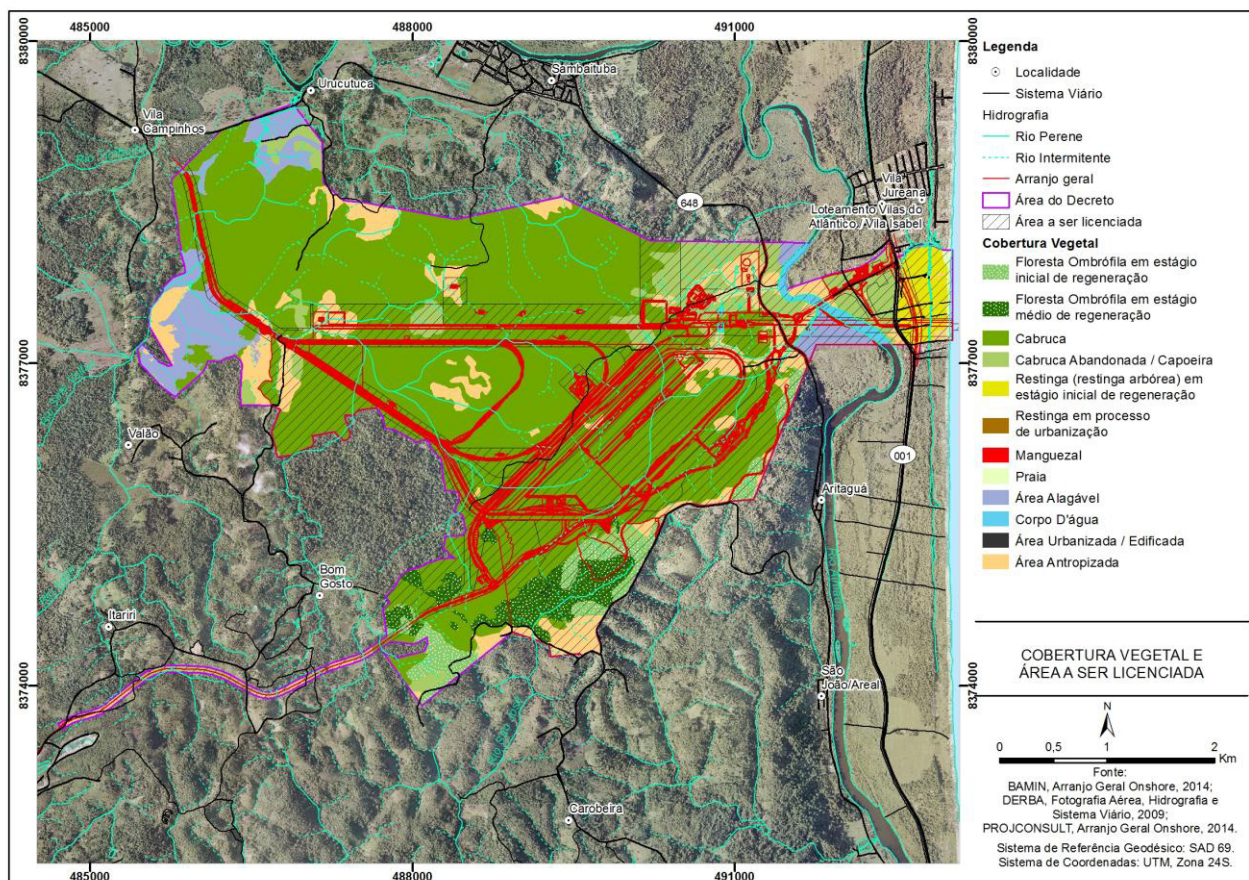 485000
488000
491000
8380000
8380000
Sambaituba
Urucutuca
Vila
Campinhos
648
Vila
Jureana
Loteamento Vilas do
Atlântico / Vila Isabel
8377000
8377000
Valão
001
Aritaguá
Bom
Gosto
Itariri
São
João/Areal
8374000
8374000
Carobeira
485000
488000
491000
Legenda
Localidade
Sistema Viário
Hidrografia
Rio Perene
Rio Intermitente
Arranjo geral
Área do Decreto
Área a ser licenciada
Cobertura Vegetal
Floresta Ombrófila em estágio
inicial de regeneração
Floresta Ombrófila em estágio
médio de regeneração
Cabruca
Cabruca Abandonada / Capoeira
Restinga (restinga arbórea) em
estágio inicial de regeneração
Restinga em processo
de urbanização
Manguezal
Praia
Área Alagável
Corpo D'água
Área Urbanizada / Edificada
Área Antropizada
COBERTURA VEGETAL E
ÁREA A SER LICENCIADA
N
0 0,5 1 2
Km
Fonte:
BAMIN, Arranjo Geral Onshore, 2014;
DERBA, Fotografia Aérea, Hidrografia e
Sistema Viário, 2009;
PROJCONSULT, Arranjo Geral Onshore, 2014.
Sistema de Referência Geodésico: SAD 69.
Sistema de Coordenadas: UTM, Zona 24S.